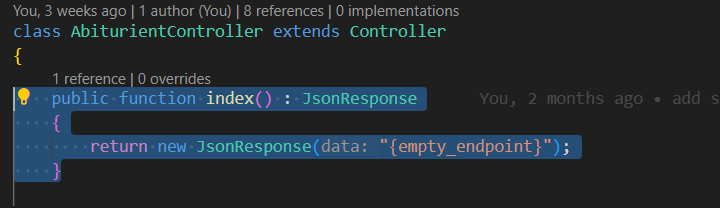 You, 3 weeks ago | 1 author (You) | 8 references | 0 implementations
class AbiturientController extends Controller
{
1 reference | 0 overrides
public function index() : JsonResponse You, 2 months ago • add s
{
return new JsonResponse(data: "{empty_endpoint}");
}